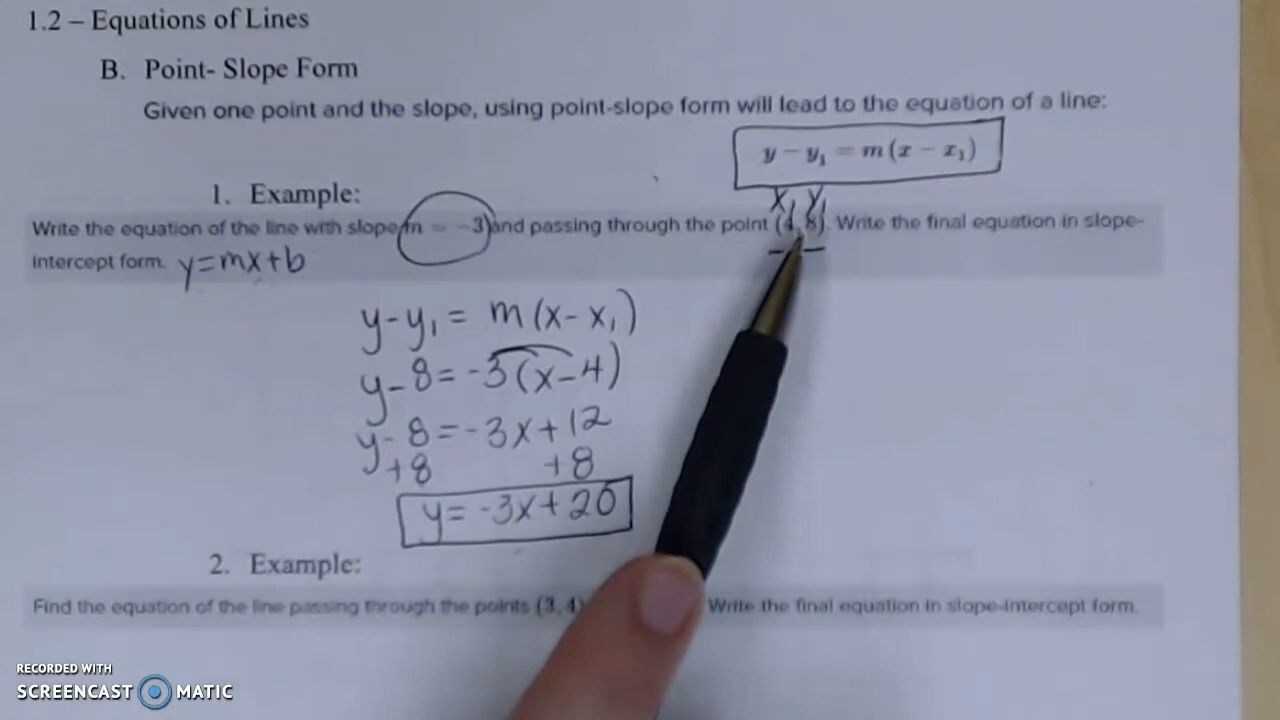 1.2 – Equations of Lines
B. Point- Slope Form
Given one point and the slope, using point-slope form will lead to the equation of a line:
y − y₁ = m (x − x₁)
1. Example:
x₁ y₁
Write the equation of the line with slope m = −3 and passing through the point (4, 8). Write the final equation in slope-
intercept form. y=mx+b
y-y₁ = m(x-x₁)
y-8=-3(x-4)
y-8=-3x+12
+8 +8
y=-3x+20
2. Example:
Find the equation of the line passing through the points (3, 4) Write the final equation in slope-intercept form.
RECORDED WITH
SCREENCAST MATIC